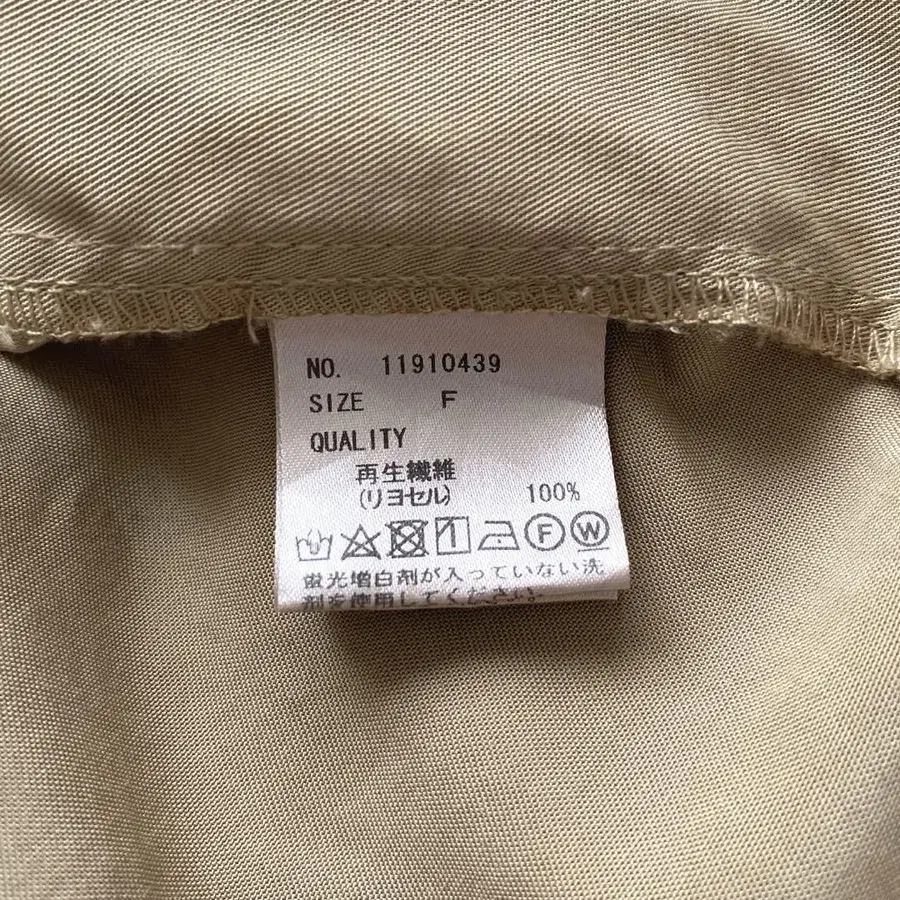 NO. 11910439
SIZE F
QUALITY
再生繊維
(リヨセル) 100%
F W
蛍光増白剤が入っていない洗
剤を使用してください。